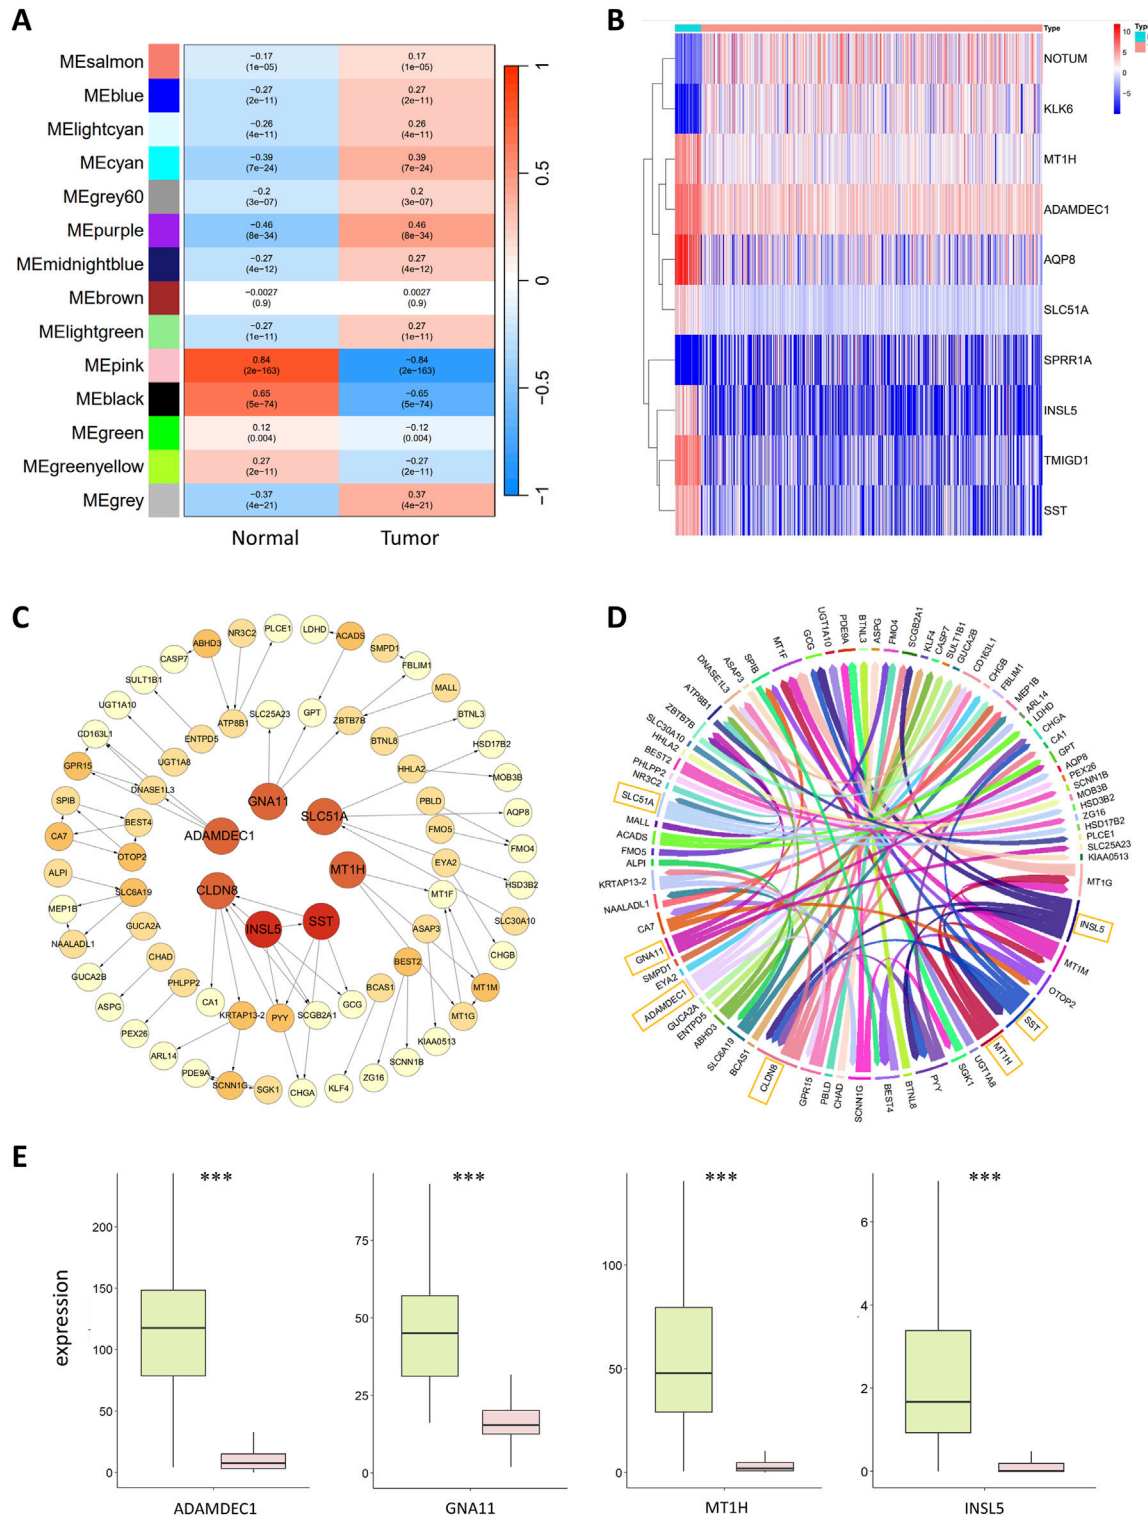 A
MEsalmon
−0.17
(1e−05)
0.17
(1e−05)
MEblue
−0.27
(2e−11)
0.27
(2e−11)
MElightcyan
−0.26
(4e−11)
0.26
(4e−11)
MEcyan
−0.39
(7e−24)
0.39
(7e−24)
MEgrey60
−0.2
(3e−07)
0.2
(3e−07)
MEpurple
−0.46
(8e−34)
0.46
(8e−34)
MEmidnightblue
−0.27
(4e−12)
0.27
(4e−12)
MEbrown
−0.0027
(0.9)
0.0027
(0.9)
MElightgreen
−0.27
(1e−11)
0.27
(1e−11)
MEpink
0.84
(2e−163)
−0.84
(2e−163)
MEblack
0.65
(5e−74)
−0.65
(5e−74)
MEgreen
0.12
(0.004)
−0.12
(0.004)
MEgreenyellow
0.27
(2e−11)
−0.27
(2e−11)
MEgrey
−0.37
(4e−21)
0.37
(4e−21)
Normal
Tumor
1
0.5
0
−0.5
−1
B
Type
NOTUM
KLK6
MT1H
ADAMDEC1
AQP8
SLC51A
SPRR1A
INSL5
TMIGD1
SST
10
5
0
−5
Typ
C
PLCE1
LDHD
ACADS
NR3C2
ABHD3
SMPD1
CASP7
FBLIM1
SULT1B1
MALL
UGT1A10
ATP8B1
SLC25A23
GPT
ZBTB7B
BTNL3
CD163L1
ENTPD5
BTNL8
HSD17B2
GPR15
UGT1A8
HHLA2
MOB3B
DNASE1L3
GNA11
SPIB
PBLD
AQP8
BEST4
ADAMDEC1
SLC51A
FMO5
CA7
FMO4
OTOP2
EYA2
ALPI
MT1H
HSD3B2
SLC6A19
CLDN8
MT1F
MEP1B
SLC30A10
GUCA2A
INSL5
SST
ASAP3
NAALADL1
CHAD
BEST2
CHGB
GUCA2B
PHLPP2
BCAS1
MT1M
CA1
GCG
ASPG
KRTAP13-2
PYY
SCGB2A1
MT1G
PEX26
KIAA0513
ARL14
SCNN1B
PDE9A
SCNN1G
SGK1
CHGA
KLF4
ZG16
D
MT1F
GCG
UGT1A10
PDE9A
BTNL3
ASPG
FMO4
SCGB2A1
KLF4
CASP7
SULT1B1
GUCA2B
CD163L1
CHGB
FBLIM1
MEP1B
ARL14
LDHD
CHGA
CA1
GPT
AQP8
PEX26
SCNN1B
MOB3B
HSD3B2
ZG16
HSD17B2
PLCE1
SLC25A23
KIAA0513
MT1G
INSL5
MT1M
OTOP2
SST
MT1H
UGT1A8
SGK1
PYY
BTNL8
BEST4
SCNN1G
CHAD
PBLD
GPR15
CLDN8
BCAS1
SLC6A19
ABHD3
ENTPD5
GUCA2A
ADAMDEC1
EYA2
SMPD1
GNA11
CA7
NAALADL1
KRTAP13-2
ALPI
FMO5
ACADS
MALL
SLC51A
NR3C2
PHLPP2
BEST2
HHLA2
SLC30A10
ZBTB7B
ATP8B1
DNASE1L3
ASAP3
SPIB
E
expression
***
200
150
100
50
0
ADAMDEC1
***
75
50
25
0
GNA11
***
100
50
0
MT1H
***
6
4
2
0
INSL5